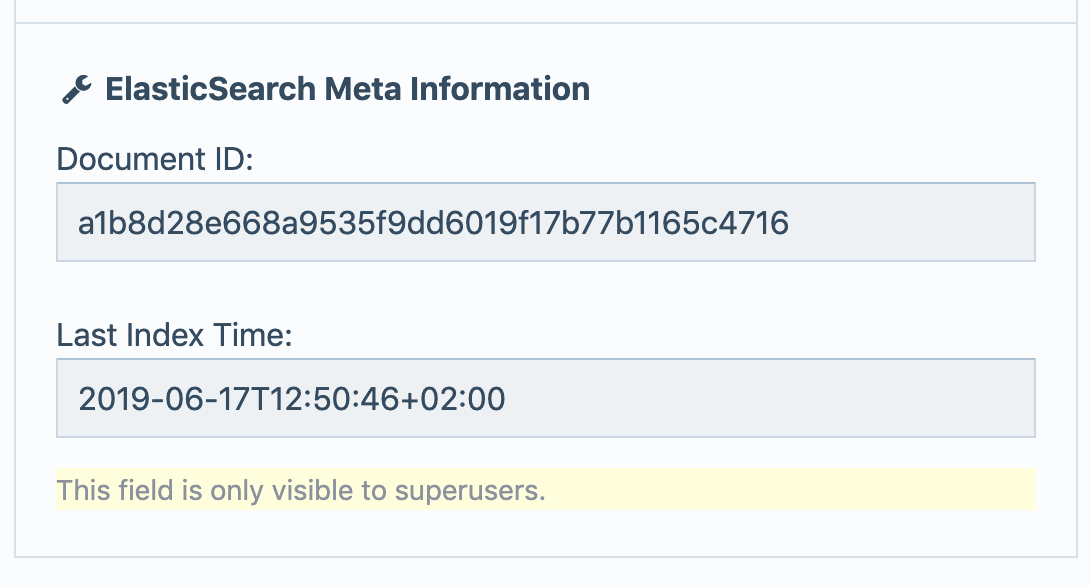 ElasticSearch Meta Information
Document ID:
a1b8d28e668a9535f9dd6019f17b77b1165c4716
Last Index Time:
2019-06-17T12:50:46+02:00
This field is only visible to superusers.